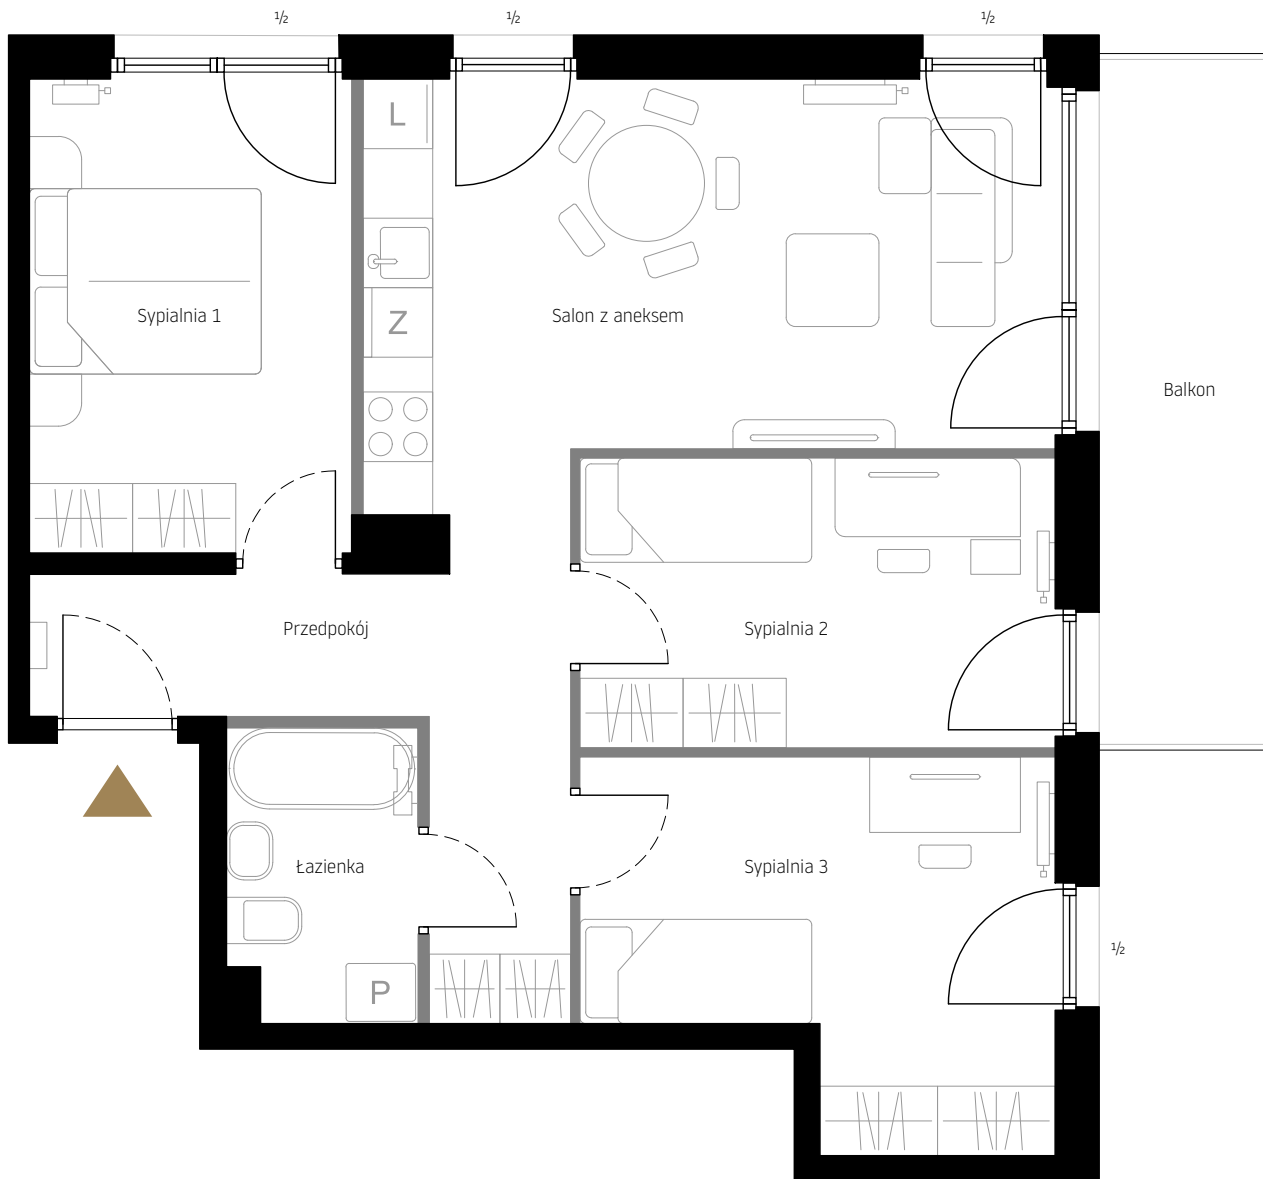 ½
½
½
L
Sypialnia 1
Z
Salon z aneksem
Balkon
Przedpokój
Sypialnia 2
Łazienka
Sypialnia 3
½
P